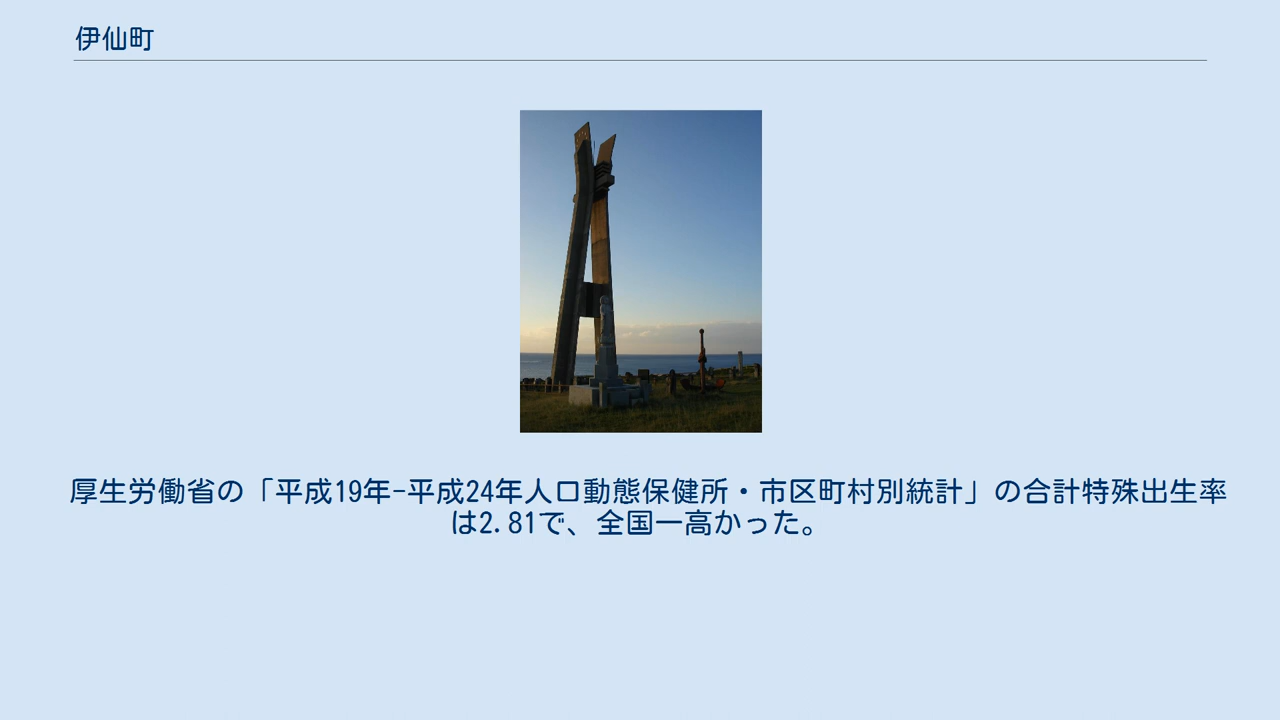 伊仙町
厚生労働省の「平成19年-平成24年人口動態保健所・市区町村別統計」の合計特殊出生率
は2.81で、全国一高かった。